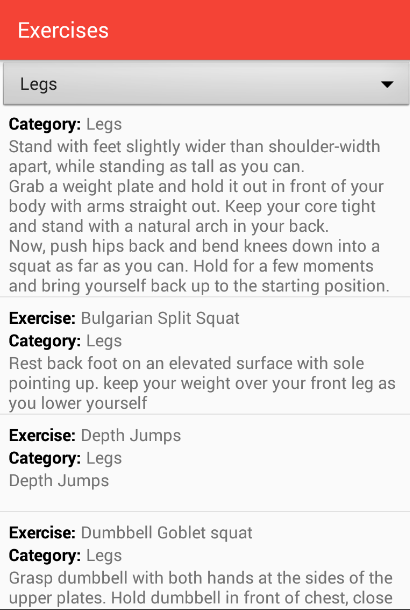 Exercises
Legs
Category: Legs
Stand with feet slightly wider than shoulder-width
apart, while standing as tall as you can.
Grab a weight plate and hold it out in front of your
body with arms straight out. Keep your core tight
and stand with a natural arch in your back.
Now, push hips back and bend knees down into a
squat as far as you can. Hold for a few moments
and bring yourself back up to the starting position.
Exercise: Bulgarian Split Squat
Category: Legs
Rest back foot on an elevated surface with sole
pointing up. keep your weight over your front leg as
you lower yourself
Exercise: Depth Jumps
Category: Legs
Depth Jumps
Exercise: Dumbbell Goblet squat
Category: Legs
Grasp dumbbell with both hands at the sides of the
upper plates. Hold dumbbell in front of chest, close